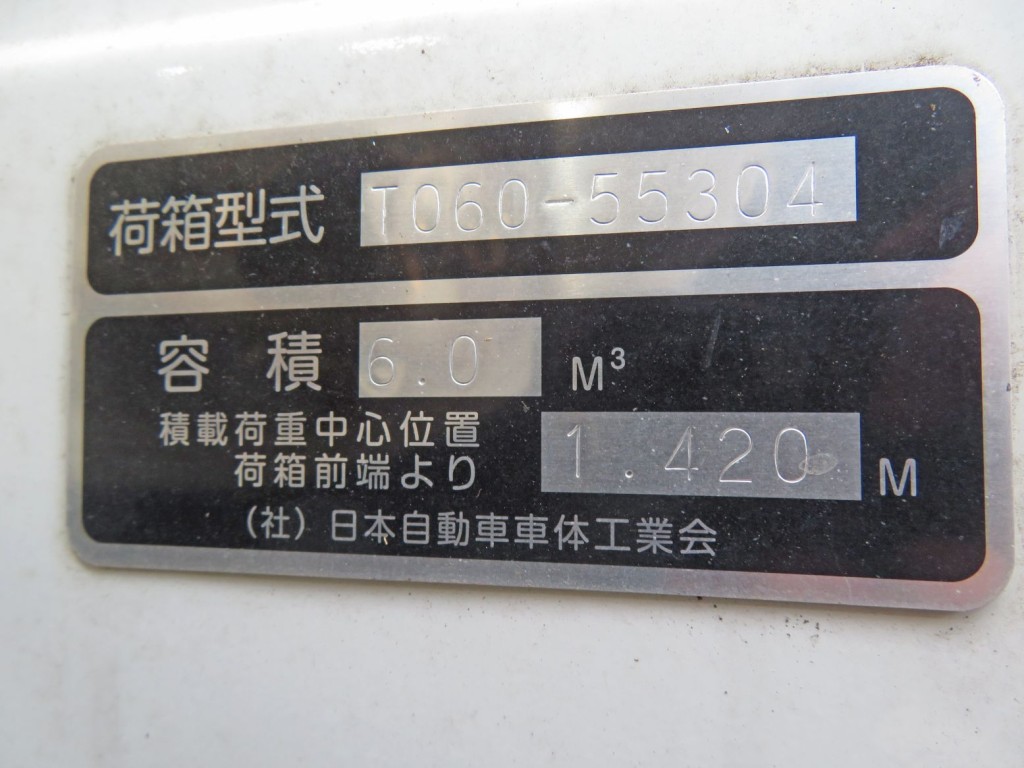 荷箱型式 T060-55304
容積 6.0 M³
積載荷重中心位置
荷箱前端より 1.420 M
（社）日本自動車車体工業会